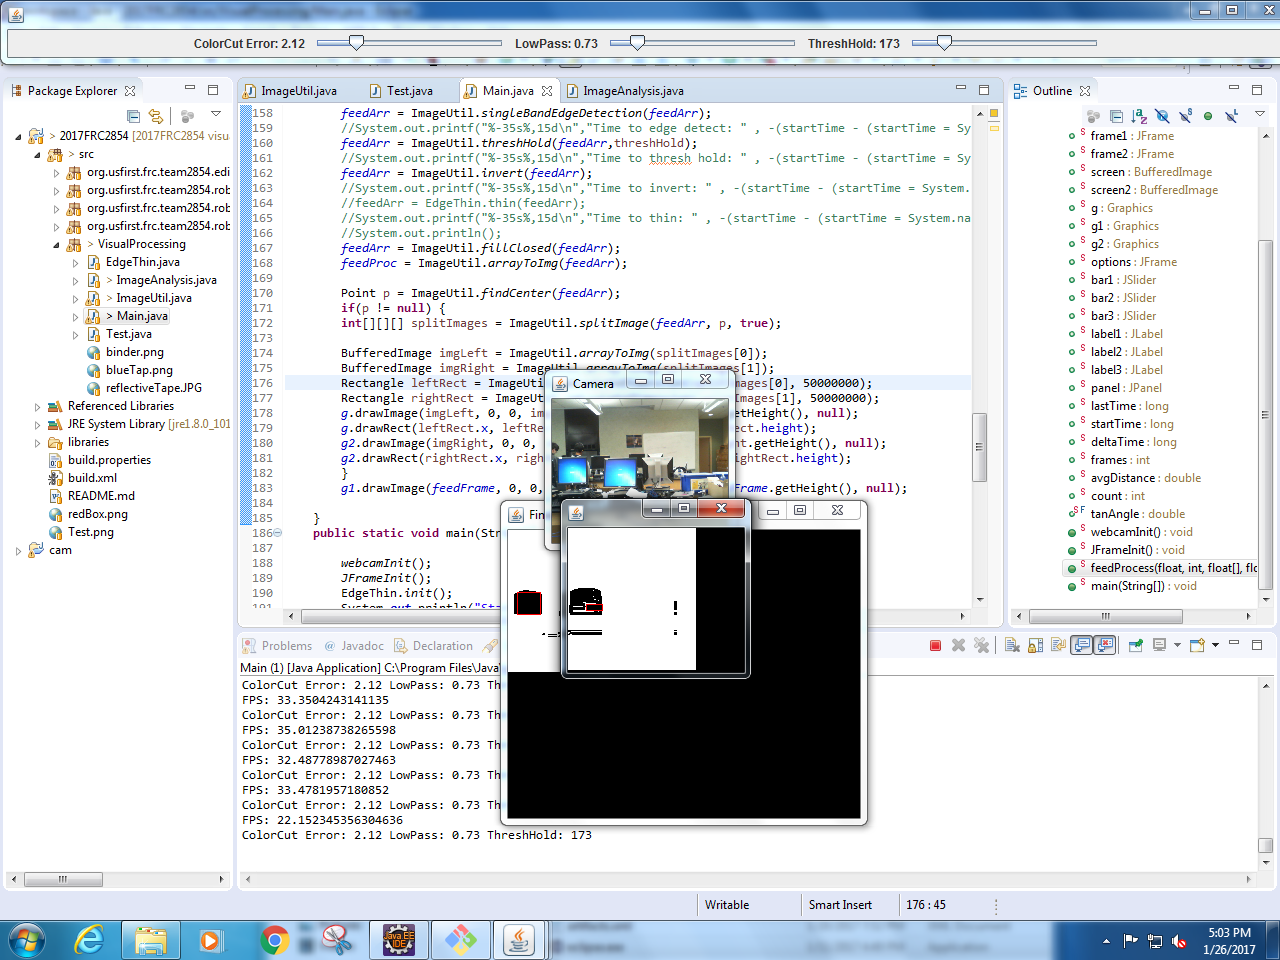 ColorCut Error: 2.12 LowPass: 0.73 ThreshHold: 173
Package Explorer
ImageUtil.java Test.java Main.java ImageAnalysis.java
Outline
2017FRC2854 [2017FRC2854 visu
> src
org.usfirst.frc.team2854.edi
org.usfirst.frc.team2854.rob
org.usfirst.frc.team2854.rob
org.usfirst.frc.team2854.rob
> VisualProcessing
EdgeThin.java
> ImageAnalysis.java
> ImageUtil.java
> Main.java
Test.java
binder.png
blueTap.png
reflectiveTape.JPG
Referenced Libraries
JRE System Library [jre1.8.0_101
libraries
build.properties
build.xml
README.md
redBox.png
Test.png
cam
158 feedArr = ImageUtil.singleBandEdgeDetection(feedArr);
159 //System.out.printf("%-35s%,15d\n","Time to edge detect: " , -(startTime - (startTime = Sy
160 feedArr = ImageUtil.threshHold(feedArr,threshHold);
161 //System.out.printf("%-35s%,15d\n","Time to thresh hold: " , -(startTime - (startTime = Sy
162 feedArr = ImageUtil.invert(feedArr);
163 //System.out.printf("%-35s%,15d\n","Time to invert: " , -(startTime - (startTime = System.
164 //feedArr = EdgeThin.thin(feedArr);
165 //System.out.printf("%-35s%,15d\n","Time to thin: " , -(startTime - (startTime = System.na
166 //System.out.println();
167 feedArr = ImageUtil.fillClosed(feedArr);
168 feedProc = ImageUtil.arrayToImg(feedArr);
169
170 Point p = ImageUtil.findCenter(feedArr);
171 if(p != null) {
172 int[][][] splitImages = ImageUtil.splitImage(feedArr, p, true);
173
174 BufferedImage imgLeft = ImageUtil.arrayToImg(splitImages[0]);
175 BufferedImage imgRight = ImageUtil.arrayToImg(splitImages[1]);
176 Rectangle leftRect = ImageUti Images[0], 50000000);
177 Rectangle rightRect = ImageUt Images[1], 50000000);
178 g.drawImage(imgLeft, 0, 0, im getHeight(), null);
179 g.drawRect(leftRect.x, leftRe ect.height);
180 g2.drawImage(imgRight, 0, 0, t.getHeight(), null);
181 g2.drawRect(rightRect.x, righ ightRect.height);
182 }
183 g1.drawImage(feedFrame, 0, 0, rame.getHeight(), null);
184
185 }
186 public static void main(Str
187
188 webcamInit();
189 JFrameInit();
190 EdgeThin.init();
191 System.out.println("Sta
Camera
frame1 : JFrame
frame2 : JFrame
screen : BufferedImage
screen2 : BufferedImage
g : Graphics
g1 : Graphics
g2 : Graphics
options : JFrame
bar1 : JSlider
bar2 : JSlider
bar3 : JSlider
label1 : JLabel
label2 : JLabel
label3 : JLabel
panel : JPanel
lastTime : long
startTime : long
deltaTime : long
frames : int
avgDistance : double
count : int
tanAngle : double
webcamInit() : void
JFrameInit() : void
feedProcess(float, int, float[], flo
main(String[]) : void
Problems @ Javadoc Declaration
Main (1) [Java Application] C:\Program Files\Java\
ColorCut Error: 2.12 LowPass: 0.73 Th
FPS: 33.3504243141135
ColorCut Error: 2.12 LowPass: 0.73 Th
FPS: 35.01238738265598
ColorCut Error: 2.12 LowPass: 0.73 Th
FPS: 32.48778987027463
ColorCut Error: 2.12 LowPass: 0.73 Th
FPS: 33.4781957180852
ColorCut Error: 2.12 LowPass: 0.73 Th
FPS: 22.152345356304636
ColorCut Error: 2.12 LowPass: 0.73 ThreshHold: 173
Writable Smart Insert 176 : 45
Java EE
IDE
5:03 PM
1/26/2017